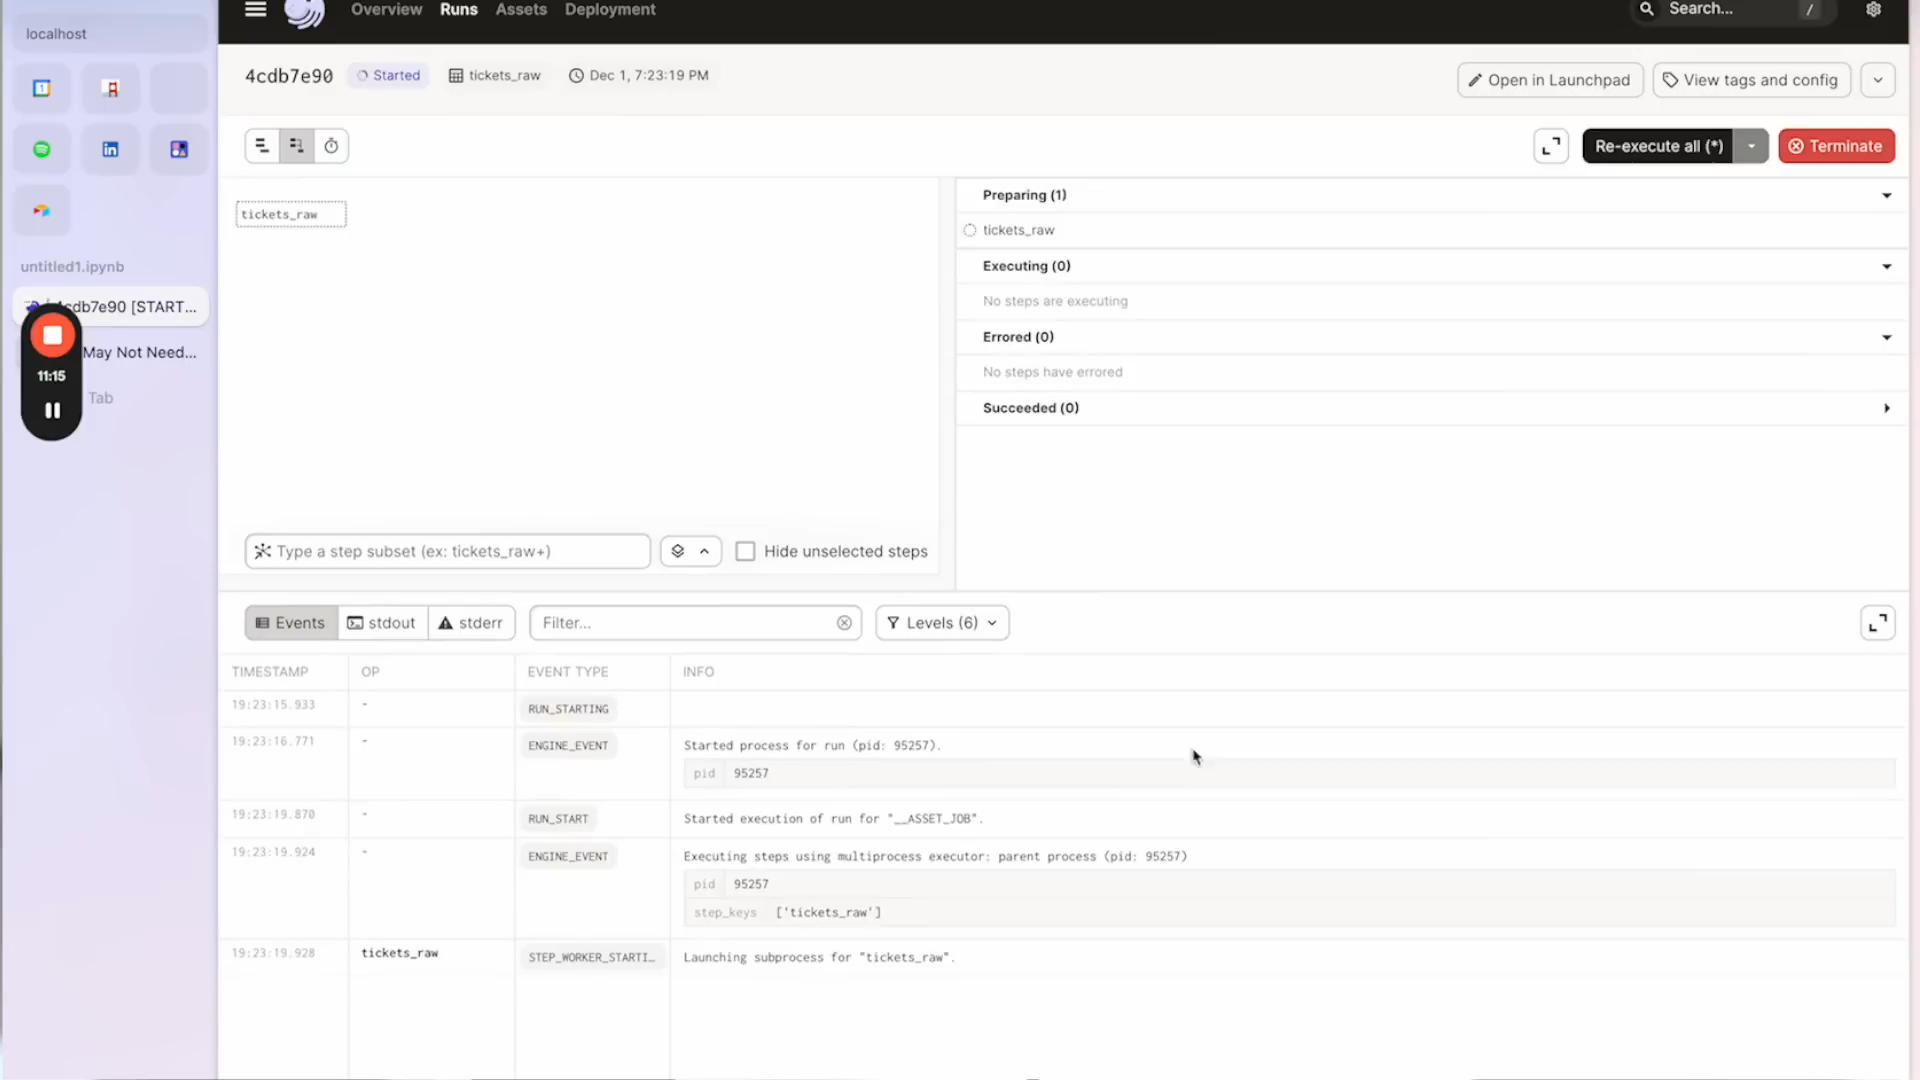 localhost
Overview Runs Assets Deployment
Search... /
4cdb7e90 Started tickets_raw Dec 1, 7:23:19 PM
Open in Launchpad View tags and config
Re-execute all (*) Terminate
tickets_raw
Preparing (1)
tickets_raw
Executing (0)
No steps are executing
Errored (0)
No steps have errored
Succeeded (0)
untitled1.ipynb
4cdb7e90 [START...
May Not Need...
11:15
Tab
Type a step subset (ex: tickets_raw+)
Hide unselected steps
Events stdout stderr Filter... Levels (6)
TIMESTAMP OP EVENT TYPE INFO
19:23:15.933 - RUN_STARTING
19:23:16.771 - ENGINE_EVENT Started process for run (pid: 95257).
pid 95257
19:23:19.870 - RUN_START Started execution of run for "__ASSET_JOB".
19:23:19.924 - ENGINE_EVENT Executing steps using multiprocess executor: parent process (pid: 95257)
pid 95257
step_keys ['tickets_raw']
19:23:19.928 tickets_raw STEP_WORKER_STARTI... Launching subprocess for "tickets_raw".